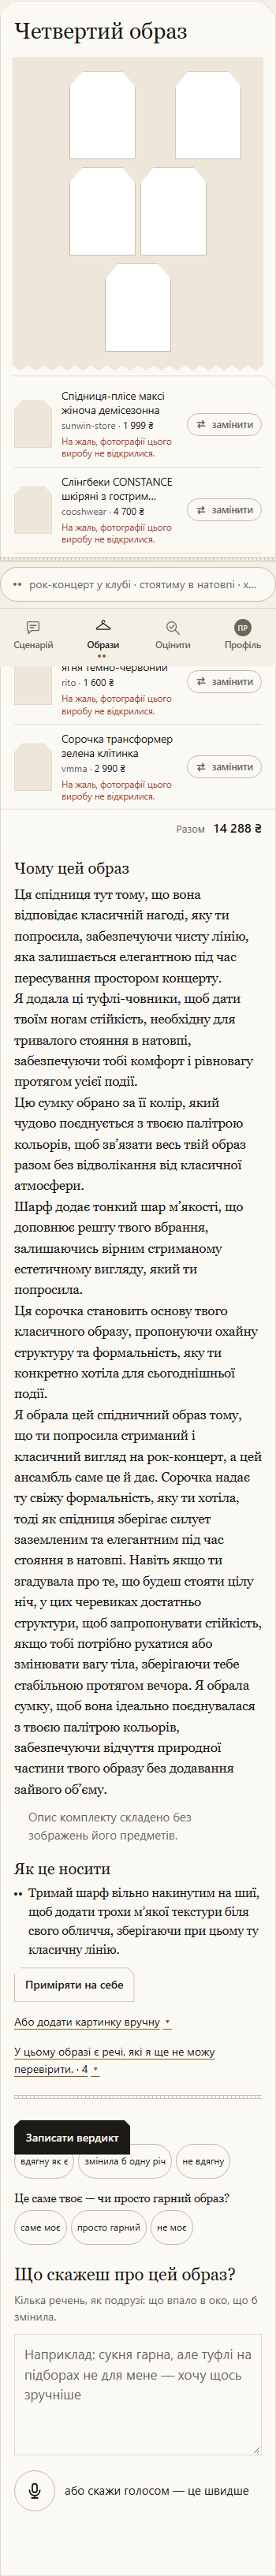 Четвертий образ
Спідниця-плісе максі
жіноча демісезонна
sunwin-store · 1 999 ₴
На жаль, фотографії цього
виробу не відкрилися.
замінити
Слінгбеки CONSTANCE
шкіряні з гострим...
cooshwear · 4 700 ₴
На жаль, фотографії цього
виробу не відкрилися.
замінити
рок-концерт у клубі · стоятиму в натовпі · х...
Сценарій
Образи
Оцінити
ПР
Профіль
ягня темно-червоний
rito · 1 600 ₴
На жаль, фотографії цього
виробу не відкрилися.
замінити
Сорочка трансформер
зелена клітинка
vmma · 2 990 ₴
На жаль, фотографії цього
виробу не відкрилися.
замінити
Разом 14 288 ₴
Чому цей образ
Ця спідниця тут тому, що вона
відповідає класичній нагоді, яку ти
попросила, забезпечуючи чисту лінію,
яка залишається елегантною під час
пересування простором концерту.
Я додала ці туфлі-човники, щоб дати
твоїм ногам стійкість, необхідну для
тривалого стояння в натовпі,
забезпечуючи тобі комфорт і рівновагу
протягом усієї події.
Цю сумку обрано за її колір, який
чудово поєднується з твоєю палітрою
кольорів, щоб зв’язати весь твій образ
разом без відволікання від класичної
атмосфери.
Шарф додає тонкий шар м’якості, що
доповнює решту твого вбрання,
залишаючись вірним стриманому
естетичному вигляду, який ти
попросила.
Ця сорочка становить основу твого
класичного образу, пропонуючи охайну
структуру та формальність, яку ти
конкретно хотіла для сьогоднішньої
події.
Я обрала цей спідничний образ тому,
що ти попросила стриманий і
класичний вигляд на рок-концерт, а цей
ансамбль саме це й дає. Сорочка надає
ту свіжу формальність, яку ти хотіла,
тоді як спідниця зберігає силует
заземленим та елегантним під час
стояння в натовпі. Навіть якщо ти
згадувала про те, що будеш стояти цілу
ніч, у цих черевиках достатньо
структури, щоб запропонувати стійкість,
якщо тобі потрібно рухатися або
змінювати вагу тіла, зберігаючи тебе
стабільною протягом вечора. Я обрала
сумку, щоб вона ідеально поєднувалася
з твоєю палітрою кольорів,
забезпечуючи відчуття природної
частини твого образу без додавання
зайвого об’єму.
Опис комплекту складено без
зображень його предметів.
Як це носити
Тримай шарф вільно накинутим на шиї,
щоб додати трохи м’якої текстури біля
свого обличчя, зберігаючи при цьому ту
класичну лінію.
Приміряти на себе
Або додати картинку вручну
У цьому образі є речі, які я ще не можу
перевірити. · 4
Записати вердикт
вдягну як є
змінила б одну річ
не вдягну
Це саме твоє — чи просто гарний образ?
саме моє
просто гарний
не моє
Що скажеш про цей образ?
Кілька речень, як подрузі: що впало в око, що б
змінила.
Наприклад: сукня гарна, але туфлі на
підборах не для мене — хочу щось
зручніше
або скажи голосом — це швидше